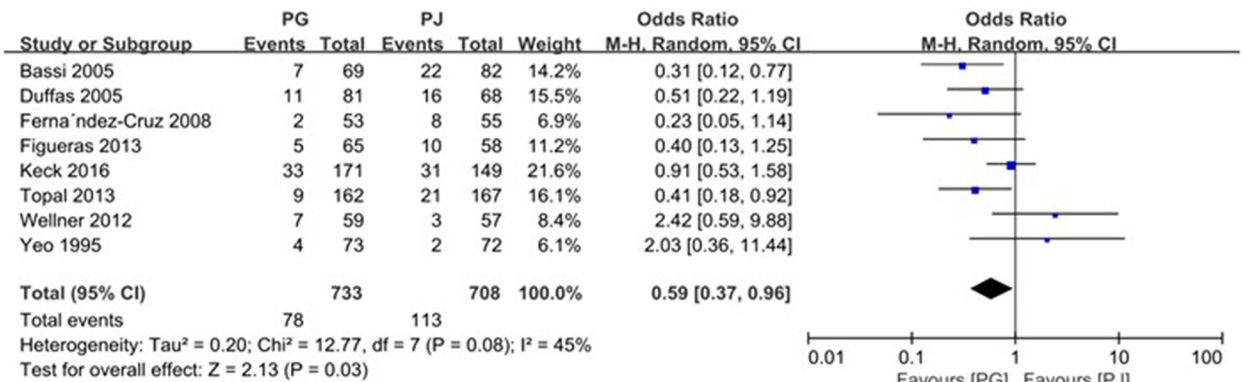 PG PJ Odds Ratio Odds Ratio
Study or Subgroup Events Total Events Total Weight M-H, Random, 95% CI M-H, Random, 95% CI
Bassi 2005 7 69 22 82 14.2% 0.31 [0.12, 0.77]
Duffas 2005 11 81 16 68 15.5% 0.51 [0.22, 1.19]
Ferna´ndez-Cruz 2008 2 53 8 55 6.9% 0.23 [0.05, 1.14]
Figueras 2013 5 65 10 58 11.2% 0.40 [0.13, 1.25]
Keck 2016 33 171 31 149 21.6% 0.91 [0.53, 1.58]
Topal 2013 9 162 21 167 16.1% 0.41 [0.18, 0.92]
Wellner 2012 7 59 3 57 8.4% 2.42 [0.59, 9.88]
Yeo 1995 4 73 2 72 6.1% 2.03 [0.36, 11.44]
Total (95% CI) 733 708 100.0% 0.59 [0.37, 0.96]
Total events 78 113
Heterogeneity: Tau² = 0.20; Chi² = 12.77, df = 7 (P = 0.08); I² = 45%
Test for overall effect: Z = 2.13 (P = 0.03)
0.01 0.1 1 10 100
Favours [PG] Favours [PJ]